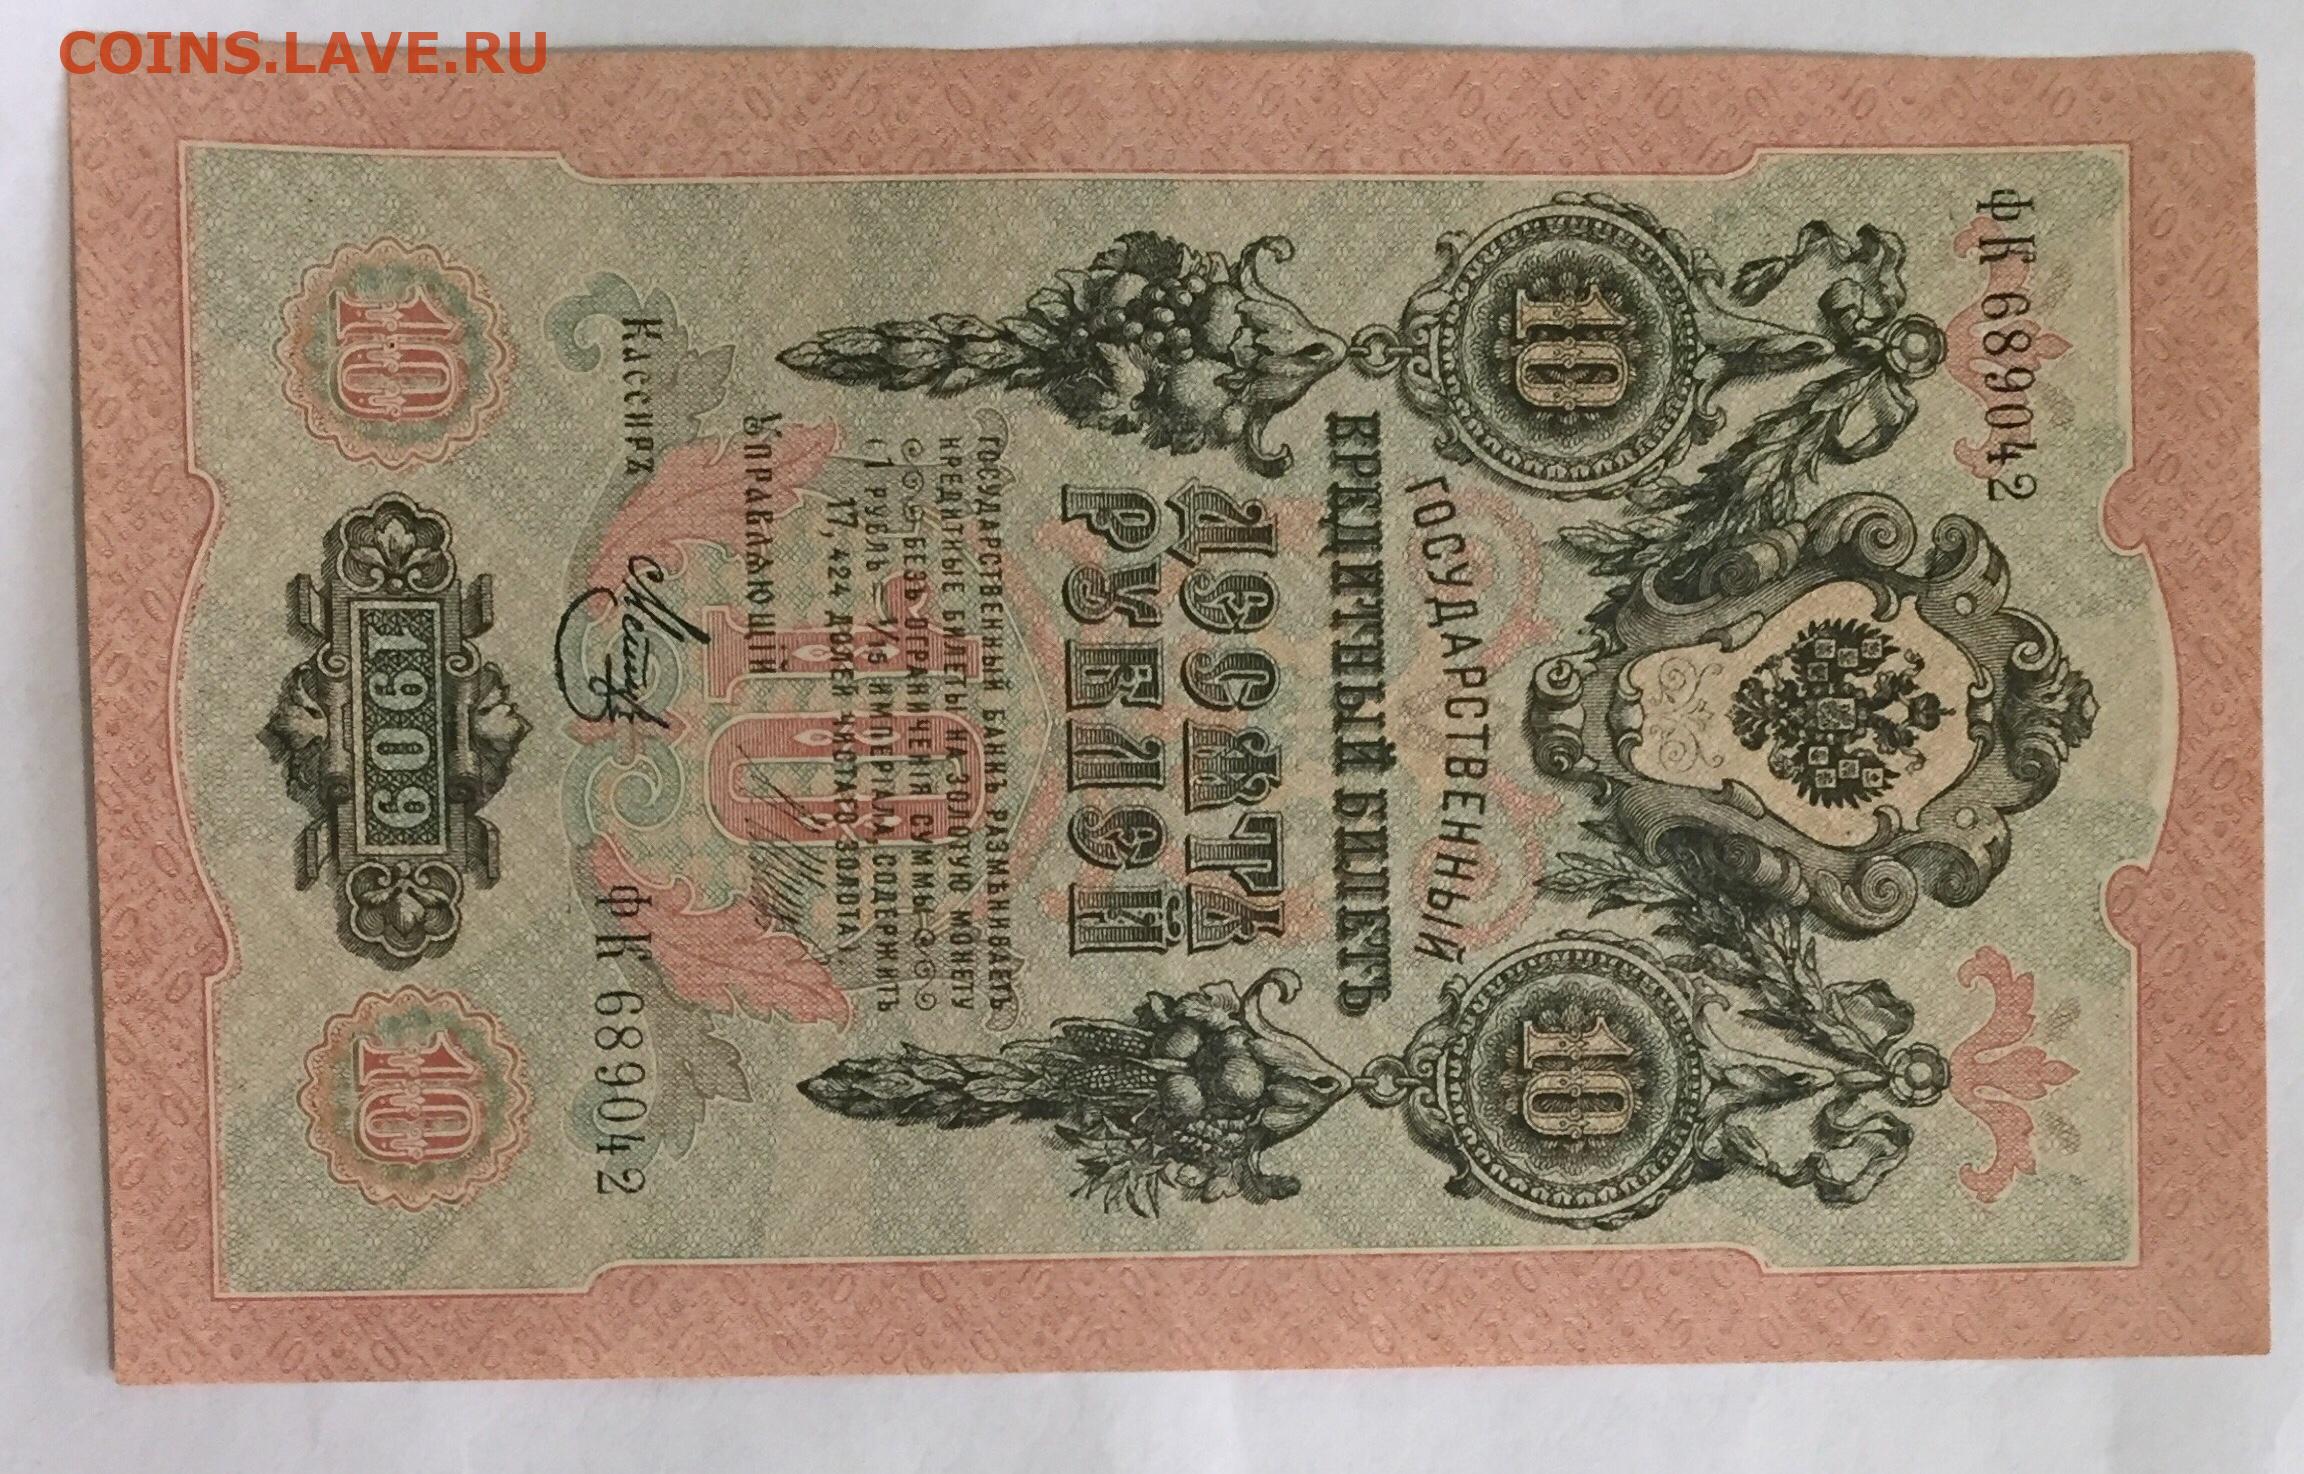 COINS.LAVE.RU
ФК 689042
10
10
ГОСУДАРСТВЕННЫЙ
КРЕДИТНЫЙ БИЛЕТЪ
ДЕСЯТЬ
РУБЛЕЙ
ГОСУДАРСТВЕННЫЙ БАНКЪ РАЗМѢНИВАЕТЪ
КРЕДИТНЫЕ БИЛЕТЫ НА ЗОЛОТУЮ МОНЕТУ
БЕЗЪ ОГРАНИЧЕНІЯ СУММЫ
(1 РУБЛЬ = 1/15 ИМПЕРІАЛА, СОДЕРЖИТЪ
17,424 ДОЛЕЙ ЧИСТАГО ЗОЛОТА).
10
Управляющій
Кассиръ
ФК 689042
10
1909
10